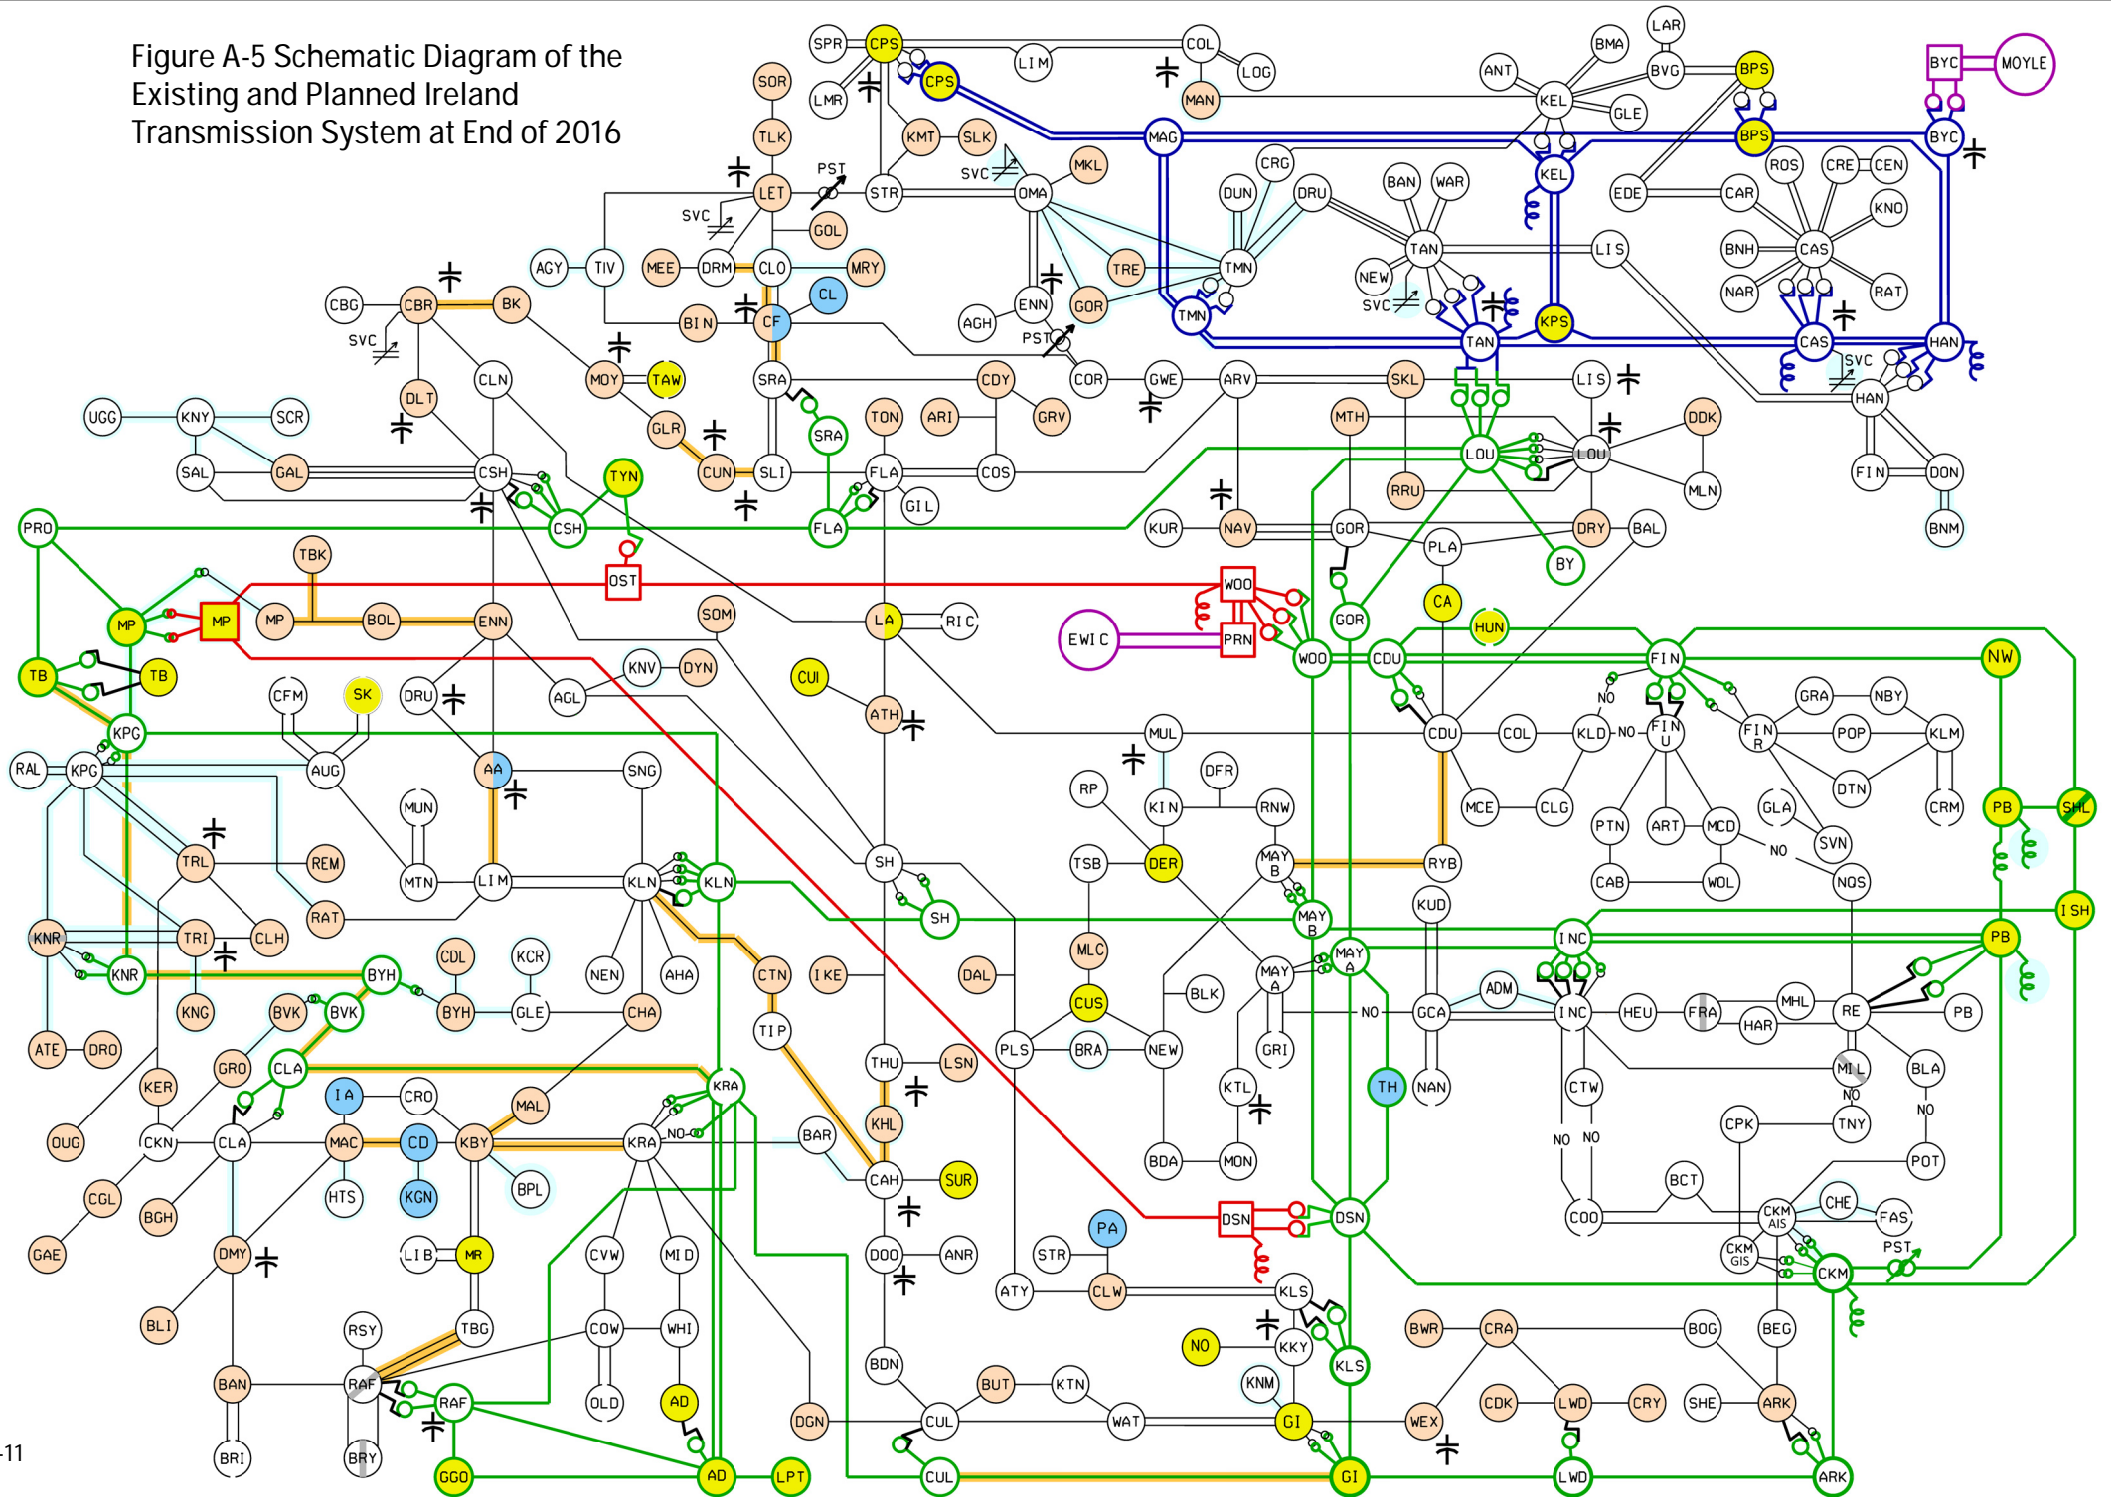 Figure A-5 Schematic Diagram of the
Existing and Planned Ireland
Transmission System at End of 2016
SPR CPS LIM COL LOG LAR BMA ANT BVG BPS BYC MOYLE
SOR LMR CPS MAN KEL GLE
TLK KMT SLK MAG BPS BYC
PST SVC MKL CRG KEL ROS CRE CEN
LET STR OMA DUN DRU BAN WAR EDE CAR KNO
SVC GOL TAN LIS BNH CAS
AGY TIV MEE DRM CLO MRY TRE TMN NEW NAR RAT
CBG CBR BK CL ENN GOR SVC
BIN CF AGH TMN KPS
SVC PST TAN CAS HAN
SVC
CLN MOY TAW SRA CDY COR GWE ARV SKL LIS
DLT HAN
UGG KNY SCR GLR SRA TON ARI GRV MTH DDK
LOU LOU
SAL GAL CSH TYN CUN SLI FLA COS FIN DON
GIL RRU MLN
PRO CSH FLA KUR NAV GOR DRY BAL BNM
PLA
TBK OST WOO BY
CA
MP MP MP BOL ENN SOM LA RIC GOR
EWIC PRN HUN
WOO CDU FIN NW
TB TB KNV DYN CUI
CFM SK DRU AGL NO GRA NBY
ATH
KPG MUL CDU COL KLD NO FIN U FIN R POP KLM
RAL KPG AUG AA SNG DFR
RP DTN
MUN KIN RNW MCE CLG GLA CRM PB SHL
PTN ART MCD SVN
NO
TRL REM SH TSB DER MAY B RYB
MTN LIM KLN KLN CAB WOL NQS
KUD
RAT SH MAY B ISH
KNR TRI CLH INC PB
CDL KCR MLC MAY A
KNR BYH NEN AHA CTN IKE DAL MAY A
ADM
BLK
KNG BVK BVK BYH GLE CHA CUS NO GCA INC HEU FRA MHL RE PB
TIP HAR
ATE DRO PLS BRA NEW GRI
CLA GRO THU LSN MIL BLA
KER IA CRO KRA KTL TH NAN CTW
MAL NO NO
KHL
OUG CKN CLA MAC CD KBY KRA NO BAR CPK TNY
NO NO
BDA MON POT
CAH SUR
CGL HTS KGN BPL BCT CHE
BGH DSN DSN COO CKM AIS FAS
PA
GAE DMY LIB MR CVW MID DOO ANR STR CKM GIS PST
CKM
ATY CLW KLS
BLI RSY TBG COW WHI BWR CRA BOG BEG
NO KKY
BDN KLS
BAN RAF BUT KTN KNM
RAF OLD AD CDK LWD CRY SHE ARK
DGN CUL WAT GI WEX
BRI BRY
-11
GGO AD LPT CUL GI LWD ARK